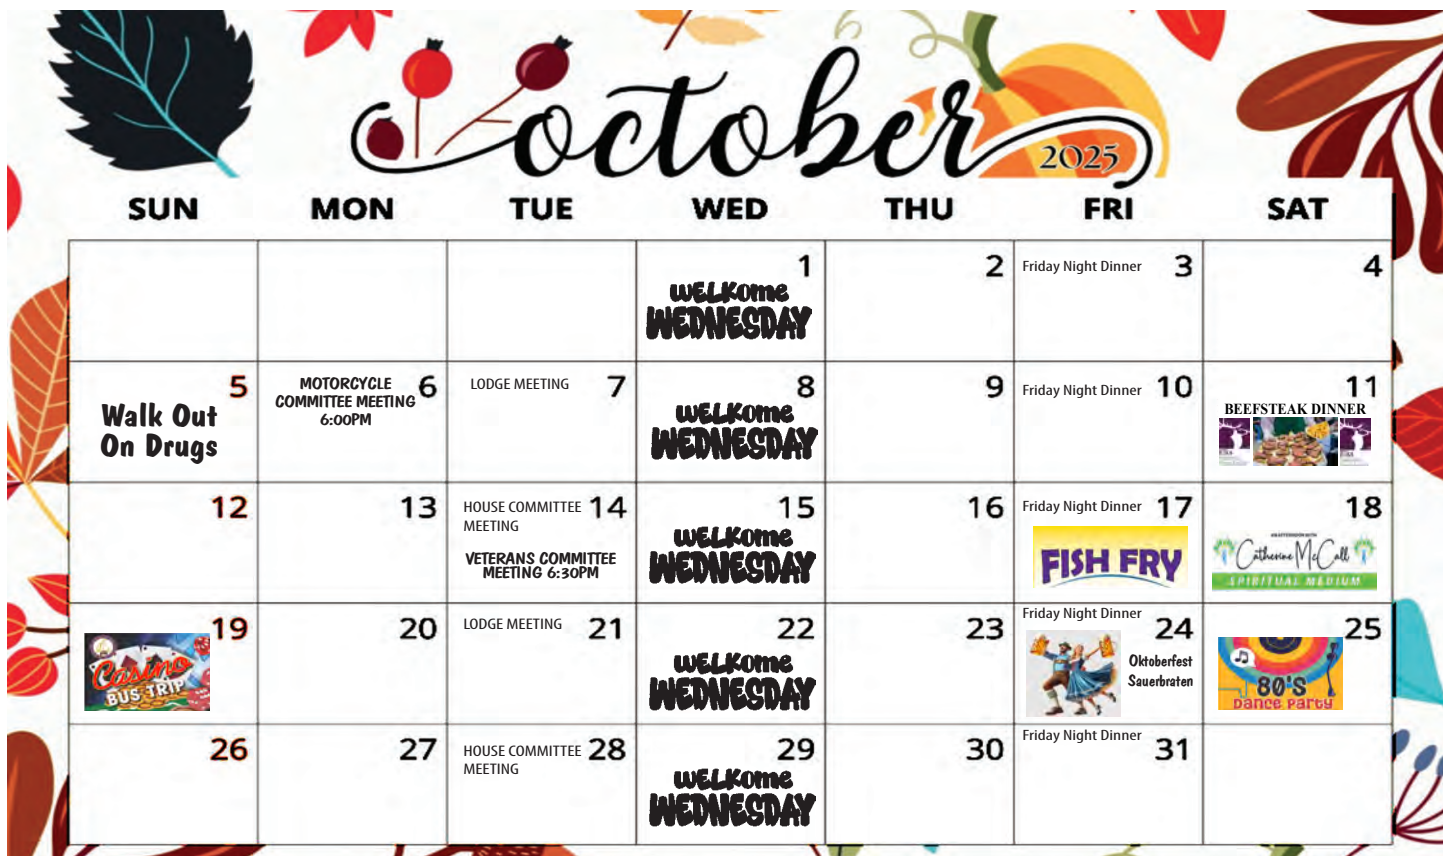 october
2025
SUN MON TUE WED THU FRI SAT
1
WELKome
WEDNESDAY
2
Friday Night Dinner 3
4
5
Walk Out
On Drugs
MOTORCYCLE 6
COMMITTEE MEETING
6:00PM
LODGE MEETING 7
8
WELKome
WEDNESDAY
9
Friday Night Dinner 10
11
BEEFSTEAK DINNER
12
13
HOUSE COMMITTEE 14
MEETING
VETERANS COMMITTEE
MEETING 6:30PM
15
WELKome
WEDNESDAY
16
Friday Night Dinner 17
FISH FRY
18
AN AFTERNOON WITH
Catherine McCall
SPIRITUAL MEDIUM
19
Casino
BUS TRIP
20
LODGE MEETING 21
22
WELKome
WEDNESDAY
23
Friday Night Dinner
24
Oktoberfest
Sauerbraten
25
80'S
Dance Party
26
27
HOUSE COMMITTEE 28
MEETING
29
WELKome
WEDNESDAY
30
Friday Night Dinner
31